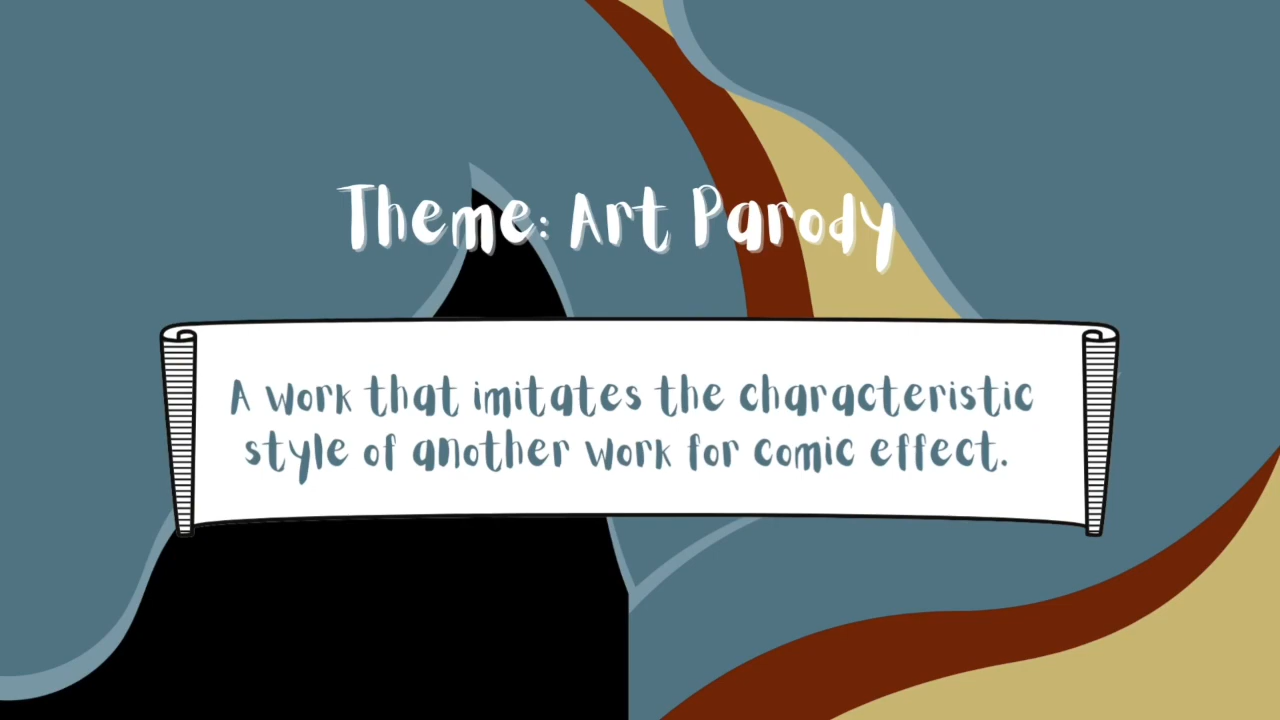 Theme: Art Parody
A work that imitates the characteristic
style of another work for comic effect.